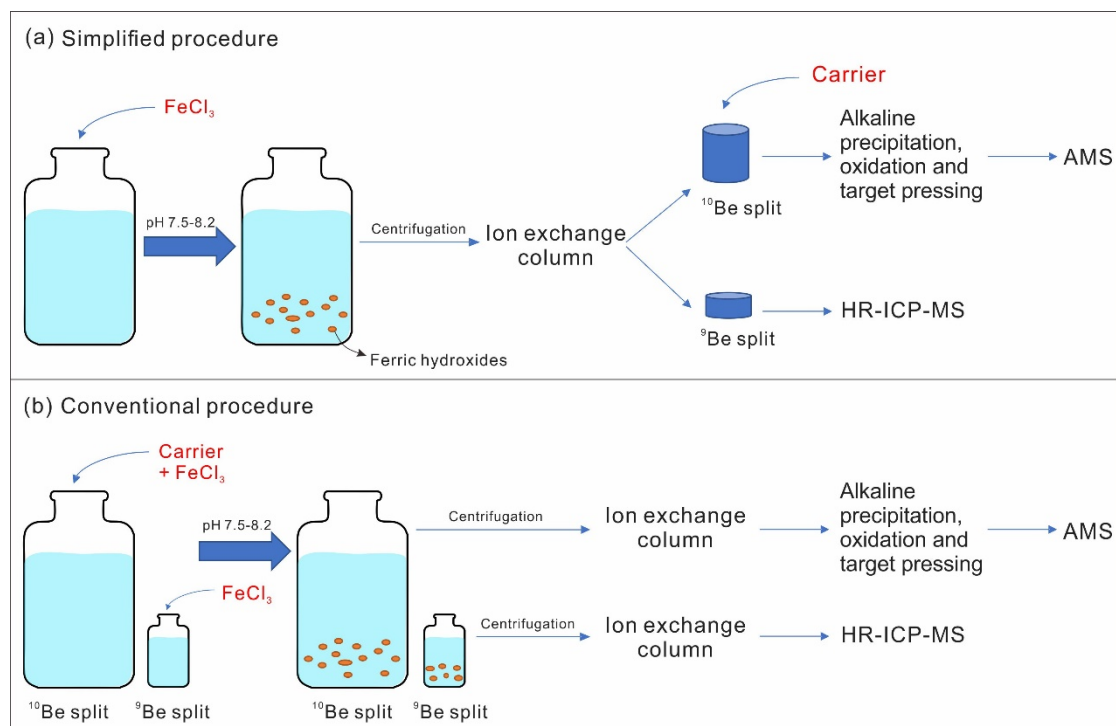 (a) Simplified procedure
FeCl₃
Carrier
pH 7.5-8.2
Centrifugation
Ion exchange
column
¹⁰Be split
Alkaline
precipitation,
oxidation and
target pressing
AMS
⁹Be split
HR-ICP-MS
Ferric hydroxides
(b) Conventional procedure
Carrier
+ FeCl₃
pH 7.5-8.2
FeCl₃
Centrifugation
Ion exchange
column
Alkaline
precipitation,
oxidation and
target pressing
AMS
Centrifugation
Ion exchange
column
HR-ICP-MS
¹⁰Be split
⁹Be split
¹⁰Be split
⁹Be split